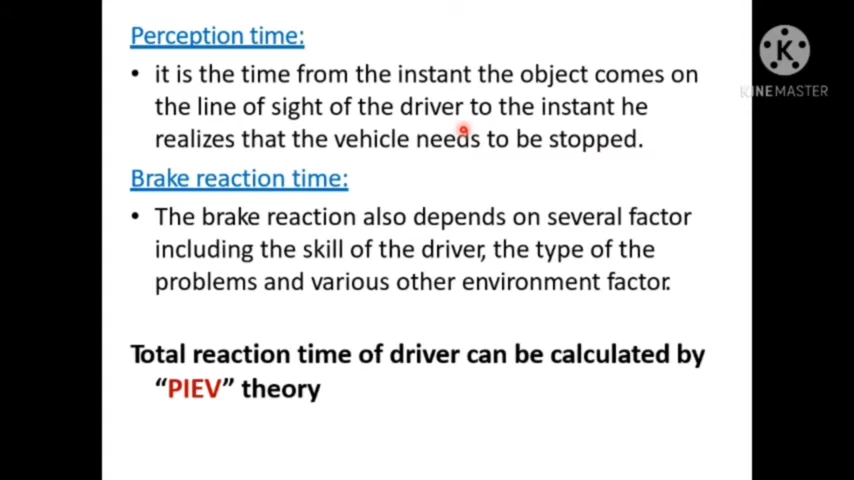 Perception time:
• it is the time from the instant the object comes on
the line of sight of the driver to the instant he
realizes that the vehicle needs to be stopped.
Brake reaction time:
• The brake reaction also depends on several factor
including the skill of the driver, the type of the
problems and various other environment factor.
Total reaction time of driver can be calculated by
“PIEV” theory
K
KINEMASTER